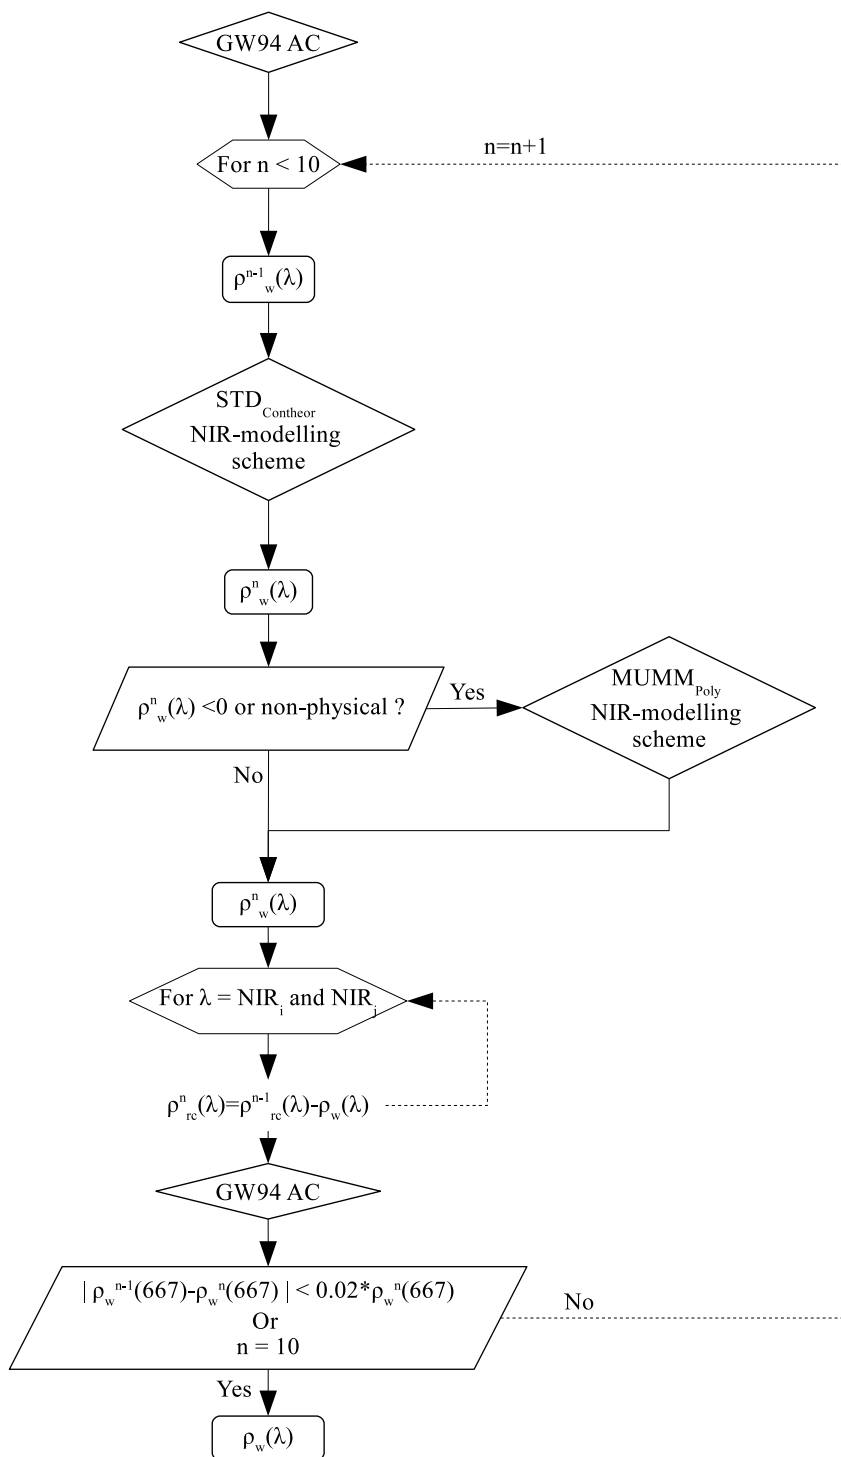 GW94 AC
n=n+1
For n < 10
ρⁿ⁻¹w(λ)
STDContheor
NIR-modelling
scheme
ρⁿw(λ)
ρⁿw(λ) <0 or non-physical ?
Yes
MUMMPoly
NIR-modelling
scheme
No
ρⁿw(λ)
For λ = NIRi and NIRj
ρⁿrc(λ)=ρⁿ⁻¹rc(λ)-ρw(λ)
GW94 AC
| ρwⁿ⁻¹(667)-ρwⁿ(667) | < 0.02*ρwⁿ(667)
Or
n = 10
No
Yes
ρw(λ)